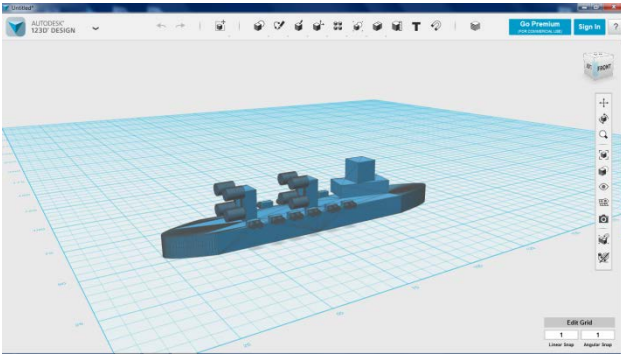 Untitled*
AUTODESK®
123D® DESIGN
T
Go Premium
(FOR COMMERCIAL USE)
Sign In
?
FRONT
Edit Grid
1 1
Linear Snap Angular Snap